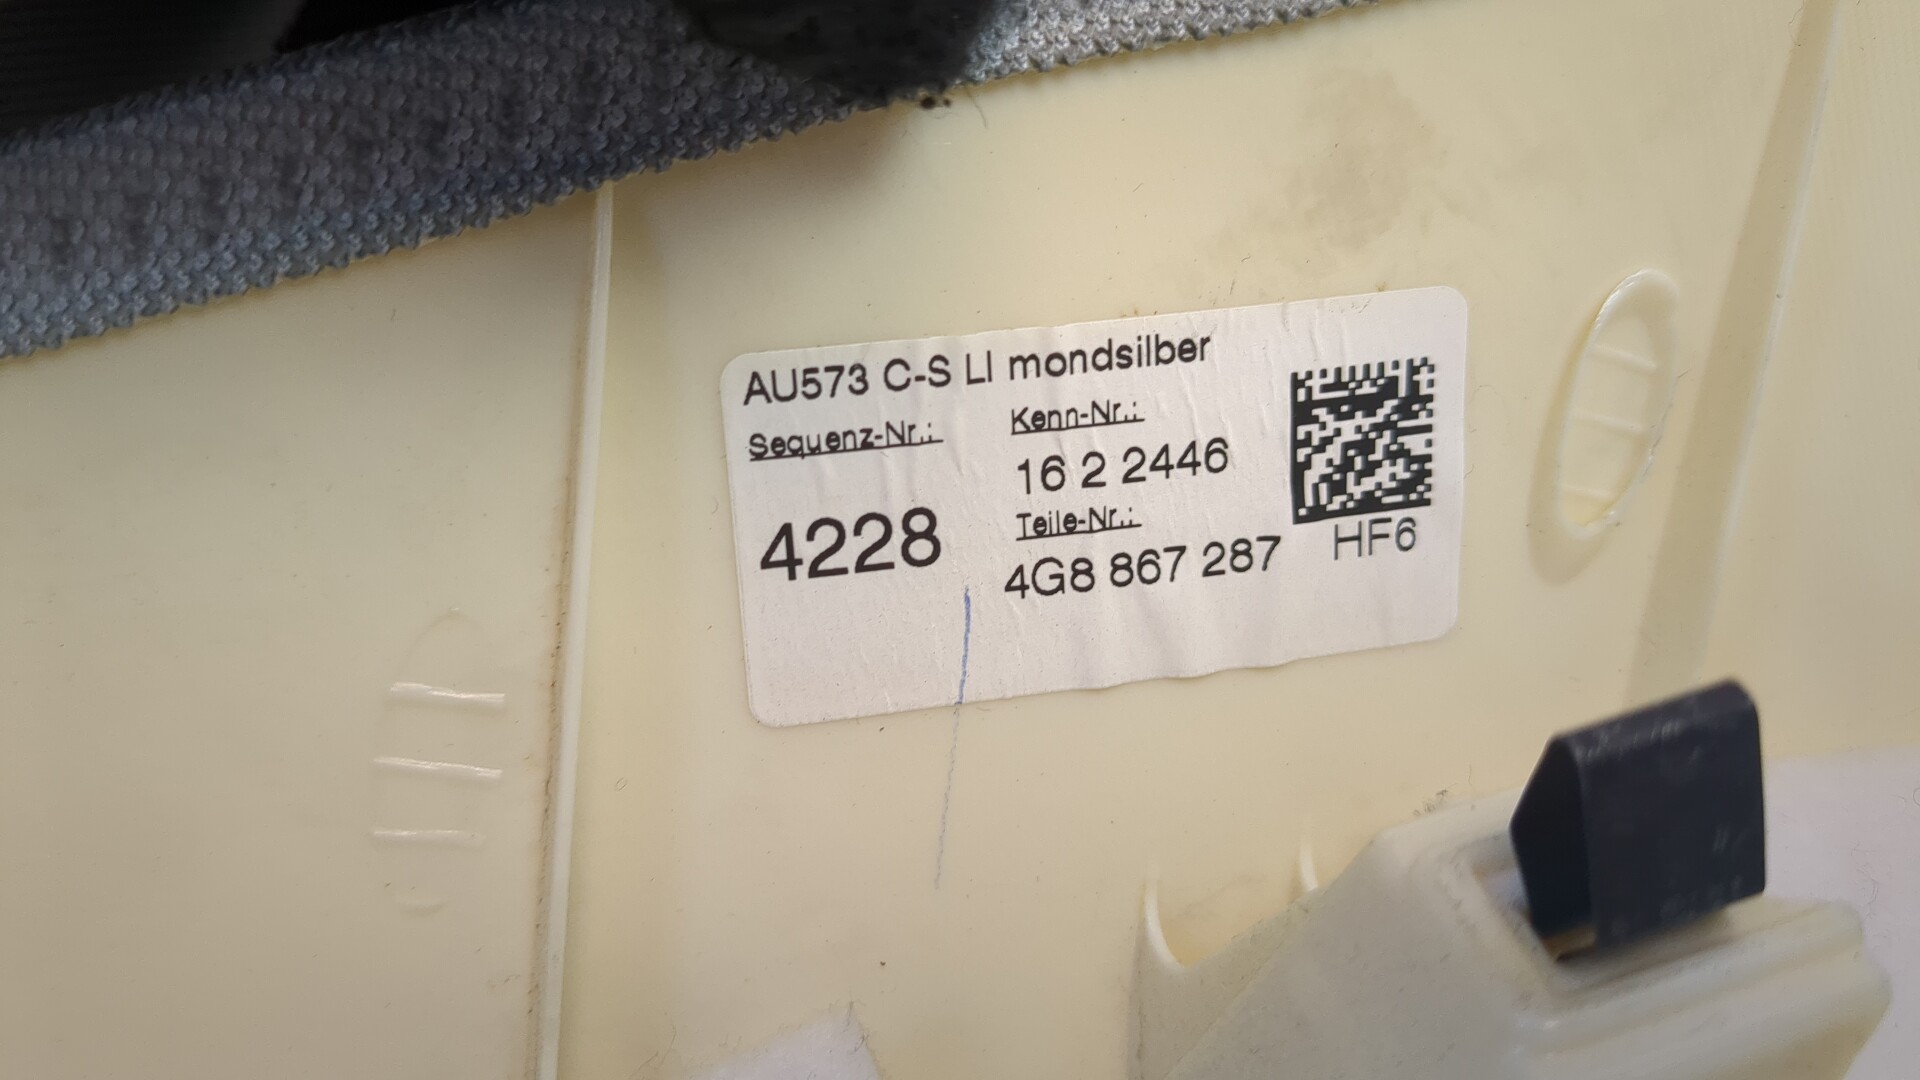 AU573 C-S LI mondsilber
Sequenz-Nr.:
Kenn-Nr.:
16 2 2446
4228
Teile-Nr.:
4G8 867 287
HF6